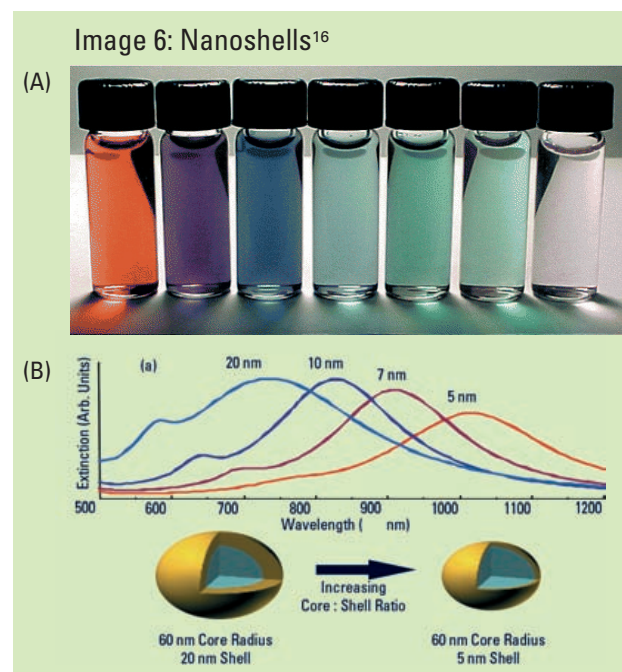 Image 6: Nanoshells¹⁶
(A)
(B)
(a)
20 nm
10 nm
7 nm
5 nm
Extinction (Arb. Units)
500 600 700 800 900 1000 1100 1200
Wavelength ( nm)
Increasing
Core : Shell Ratio
60 nm Core Radius
20 nm Shell
60 nm Core Radius
5 nm Shell